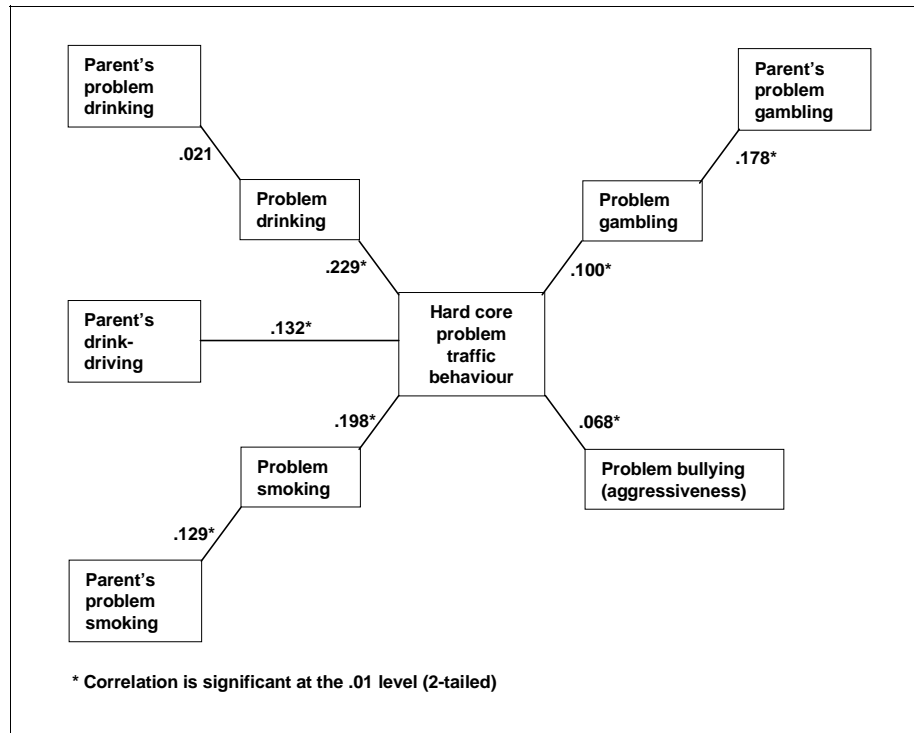 Parent's
problem
drinking
Parent's
problem
gambling
.021
.178*
Problem
drinking
Problem
gambling
.229*
.100*
Parent's
drink-
driving
.132*
Hard core
problem
traffic
behaviour
.198*
.068*
Problem
smoking
Problem bullying
(aggressiveness)
.129*
Parent's
problem
smoking
* Correlation is significant at the .01 level (2-tailed)